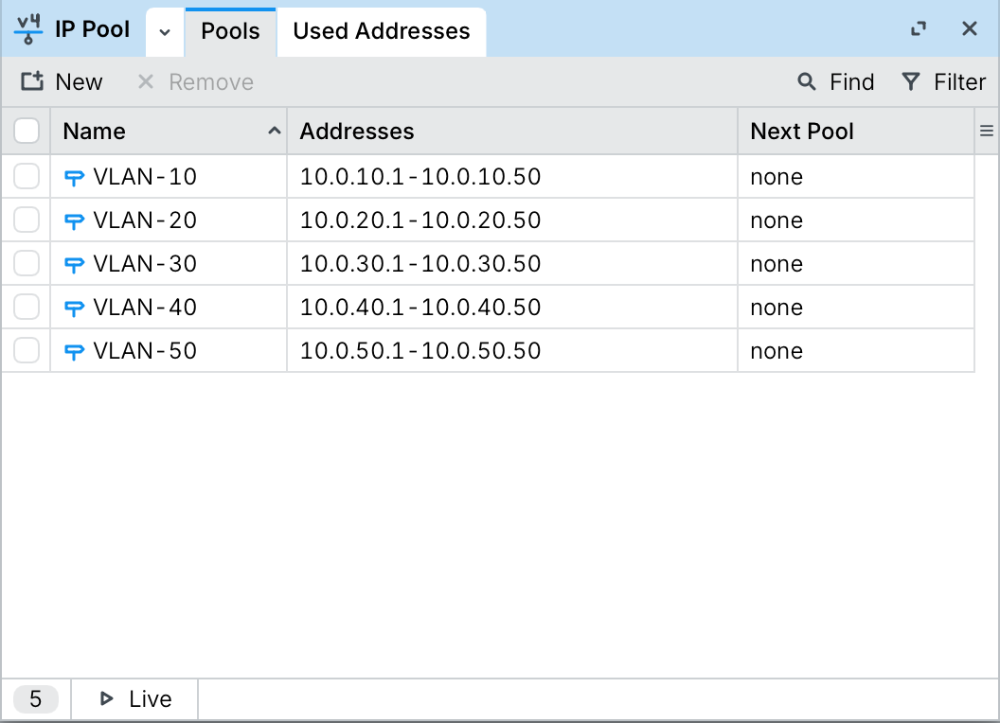 v4 IP Pool Pools Used Addresses
New Remove Find Filter
Name Addresses Next Pool
VLAN-10 10.0.10.1-10.0.10.50 none
VLAN-20 10.0.20.1-10.0.20.50 none
VLAN-30 10.0.30.1-10.0.30.50 none
VLAN-40 10.0.40.1-10.0.40.50 none
VLAN-50 10.0.50.1-10.0.50.50 none
5 Live